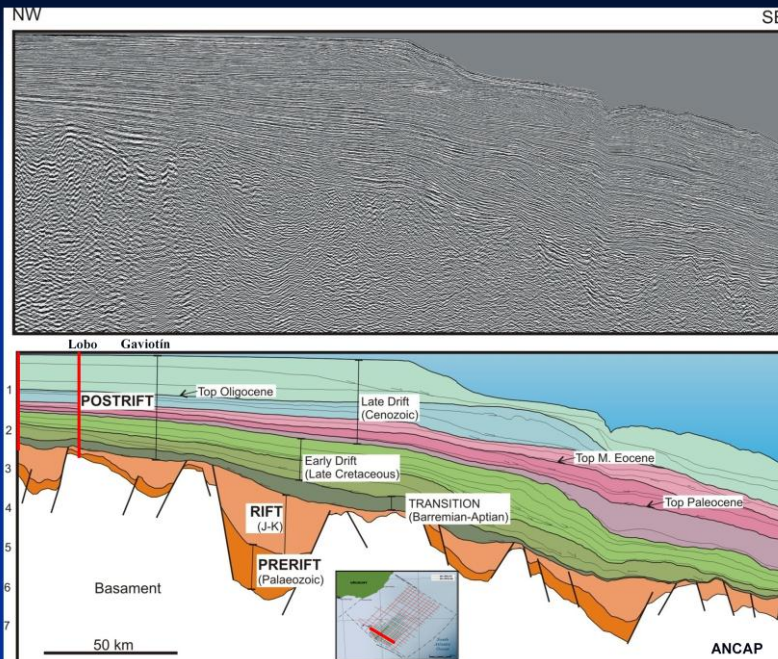 NW
SE
Lobo Gaviotín
1
2
3
4
5
6
7
POSTRIFT
Top Oligocene
Late Drift
(Cenozoic)
Early Drift
(Late Cretaceous)
Top M. Eocene
Top Paleocene
TRANSITION
(Barremian-Aptian)
RIFT
(J-K)
PRERIFT
(Palaeozoic)
Basament
50 km
ANCAP